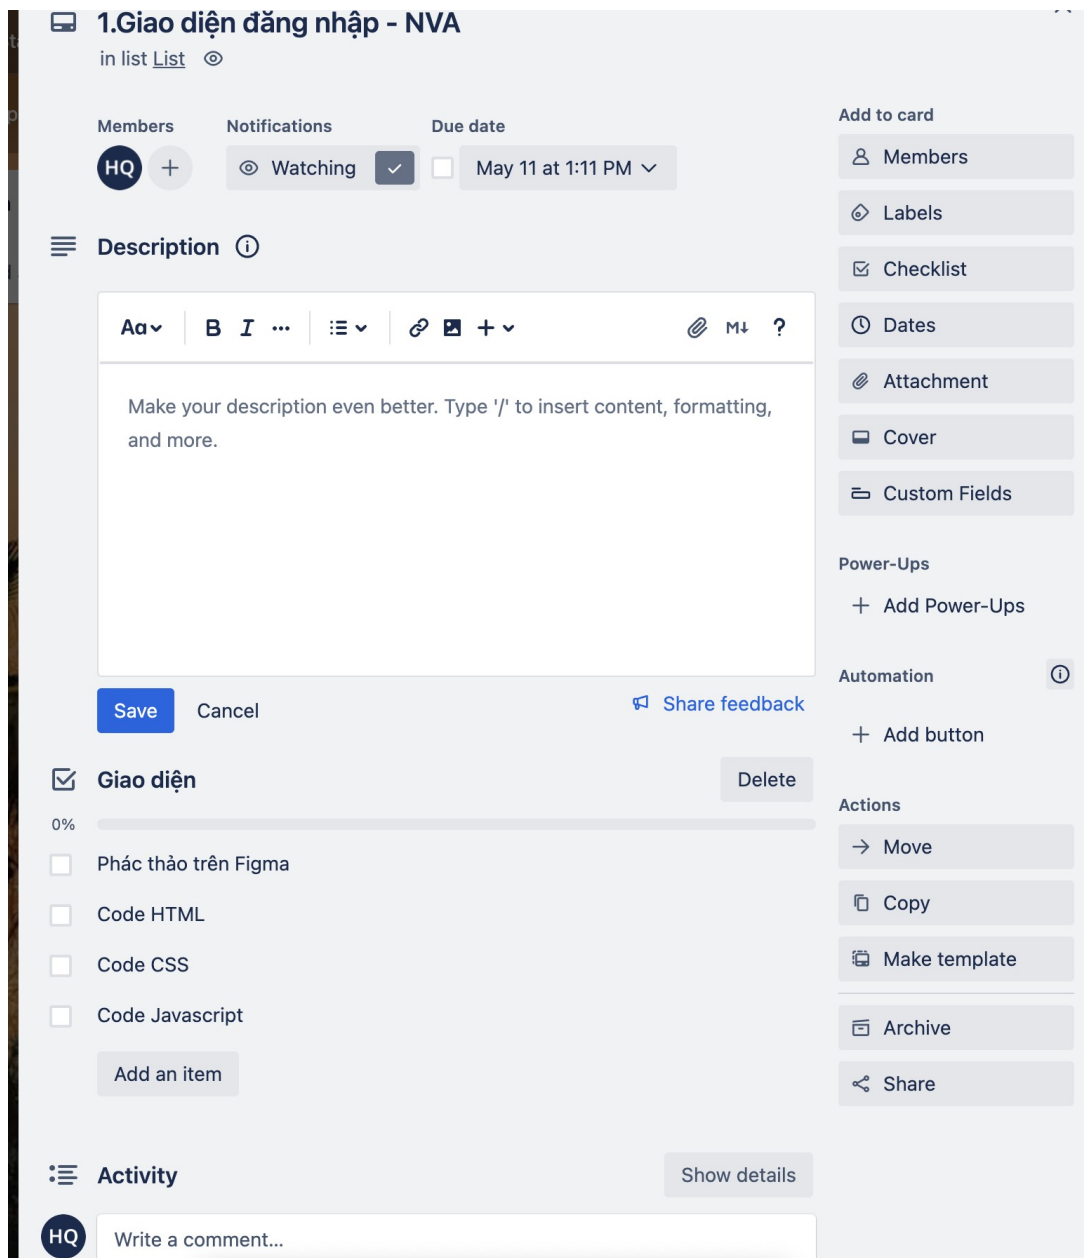 1.Giao diện đăng nhập - NVA
in list List
Members
Notifications
Due date
HQ
Watching
May 11 at 1:11 PM
Description
Aa
B I ...
M
?
Make your description even better. Type '/' to insert content, formatting,
and more.
Save
Cancel
Share feedback
Giao diện
Delete
0%
Phác thảo trên Figma
Code HTML
Code CSS
Code Javascript
Add an item
Activity
Show details
HQ
Write a comment...
Add to card
Members
Labels
Checklist
Dates
Attachment
Cover
Custom Fields
Power-Ups
Add Power-Ups
Automation
Add button
Actions
Move
Copy
Make template
Archive
Share